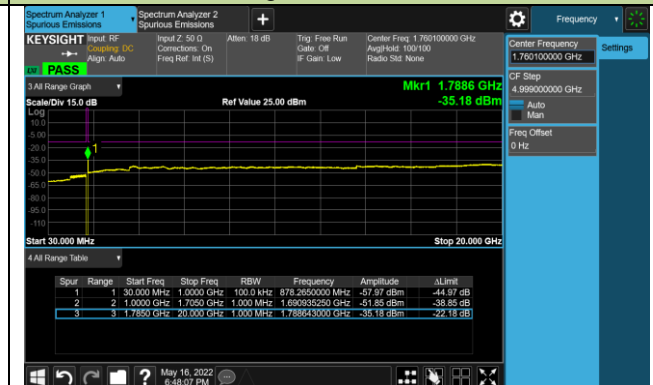 Spectrum Analyzer 1
Spurious Emissions
Spectrum Analyzer 2
Spurious Emissions
+
Frequency
KEYSIGHT Input: RF
Coupling: DC
Align: Auto
Input Z: 50 Ω
Corrections: On
Freq Ref: Int (S)
Atten: 18 dB
Trig: Free Run
Gate: Off
IF Gain: Low
Center Freq: 1.760100000 GHz
Avg|Hold: 100/100
Radio Std: None
PASS
Center Frequency
1.760100000 GHz
Settings
CF Step
4.999000000 GHz
Auto
Man
Freq Offset
0 Hz
3 All Range Graph
Mkr1 1.7886 GHz
Scale/Div 15.0 dB
Ref Value 25.00 dBm
-35.18 dBm
Log
10.0
-5.00
-20.0
1
-35.0
-50.0
-65.0
-80.0
-95.0
-110
Start 30.000 MHz
Stop 20.000 GHz
4 All Range Table
Spur Range Start Freq Stop Freq RBW Frequency Amplitude ΔLimit
1 1 30.000 MHz 1.0000 GHz 100.0 kHz 878.2650000 MHz -57.97 dBm -44.97 dB
2 2 1.0000 GHz 1.7050 GHz 1.000 MHz 1.690935250 GHz -51.85 dBm -38.85 dB
3 3 1.7850 GHz 20.000 GHz 1.000 MHz 1.788643000 GHz -35.18 dBm -22.18 dB
?
May 16, 2022
6:48:07 PM